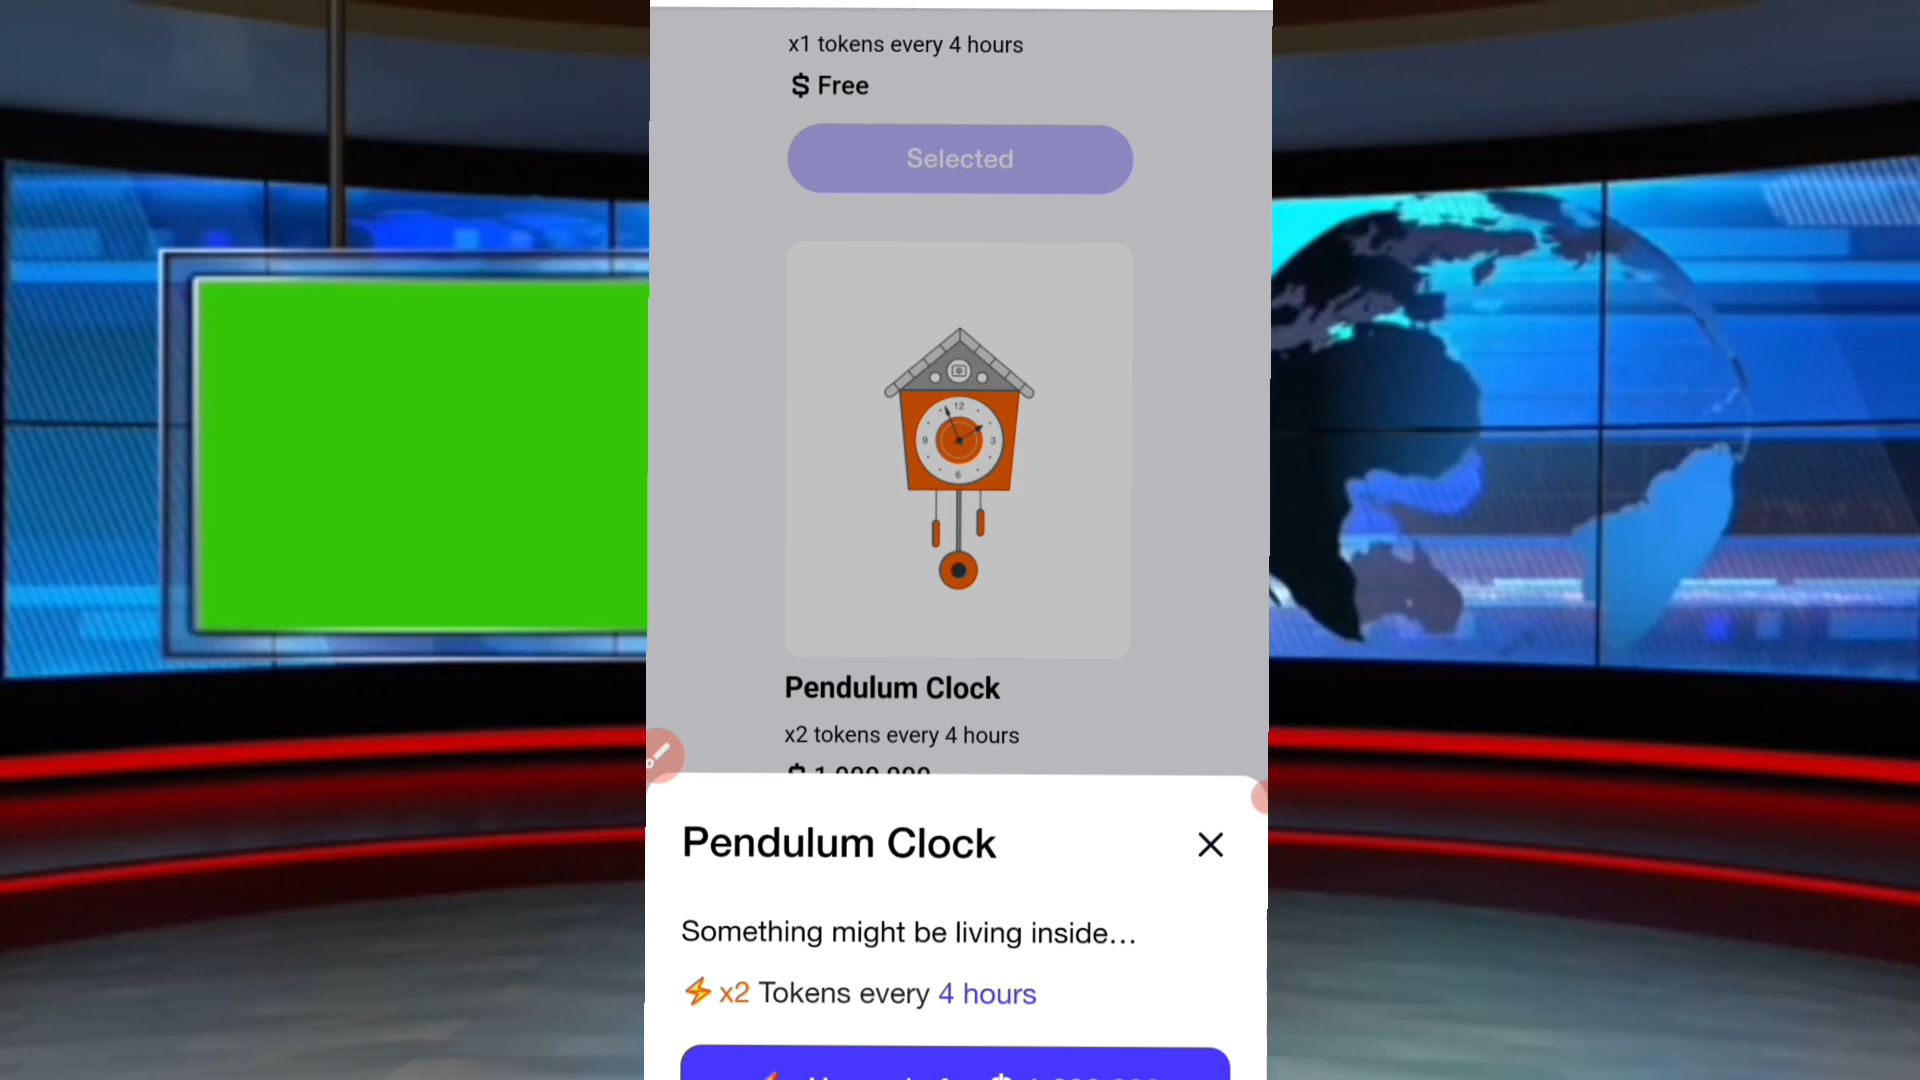 x1 tokens every 4 hours
$ Free
Selected
12
9
3
6
Pendulum Clock
x2 tokens every 4 hours
Pendulum Clock
Something might be living inside...
x2 Tokens every 4 hours